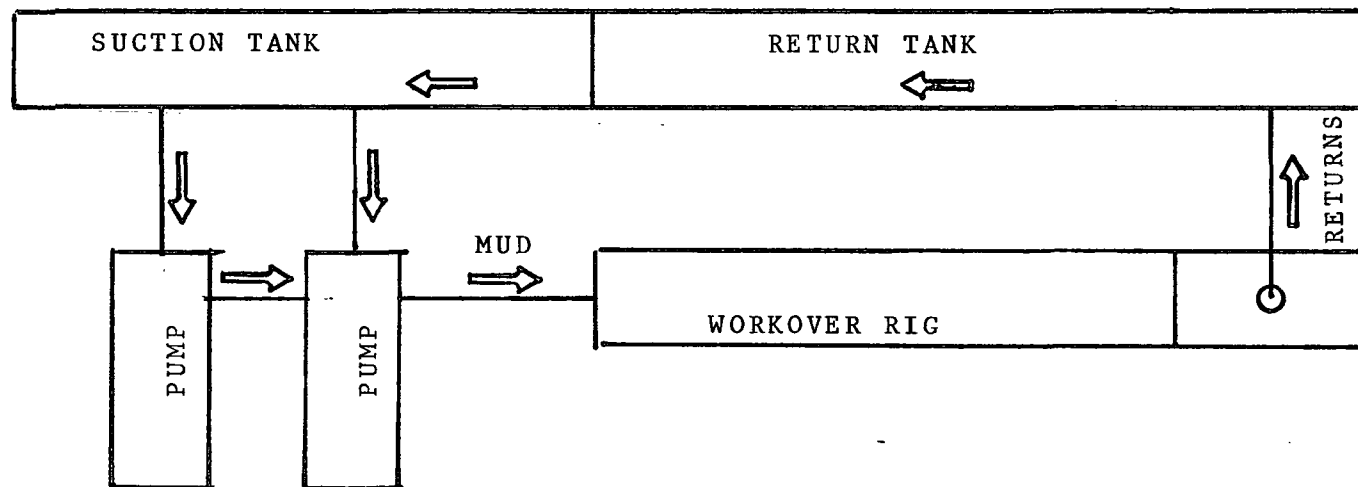 SUCTION TANK
RETURN TANK
RETURNS
MUD
PUMP
PUMP
WORKOVER RIG